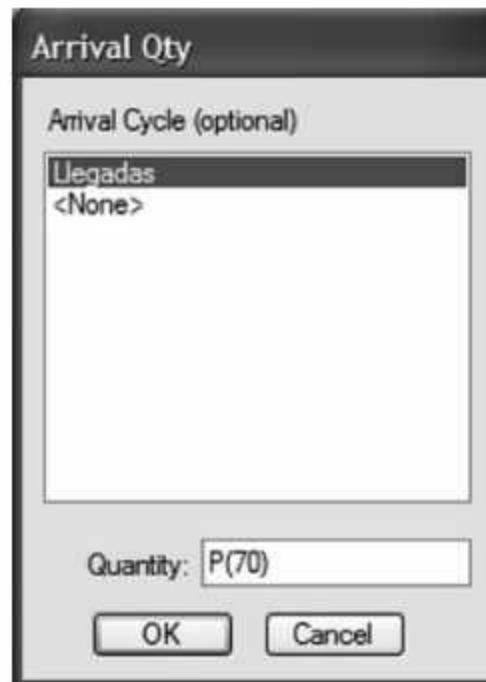 Arrival Qty
Arrival Cycle (optional)
Llegadas
<None>
Quantity: P(70)
OK Cancel